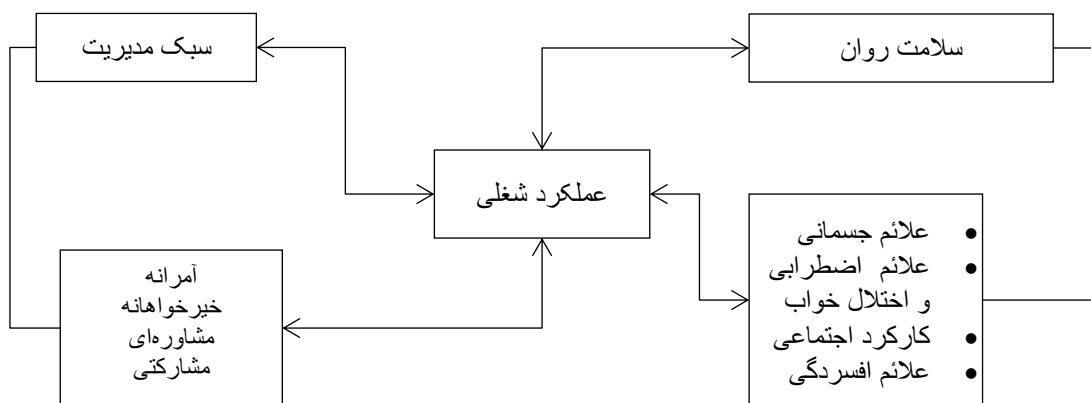 سلامت روان
سبک مدیریت
عملکرد شغلی
• علائم جسمانی
• علائم اضطرابی
و اختلال خواب
• کارکرد اجتماعی
• علائم افسردگی
آمرانه
خیرخواهانه
مشاوره‌ای
مشارکتی